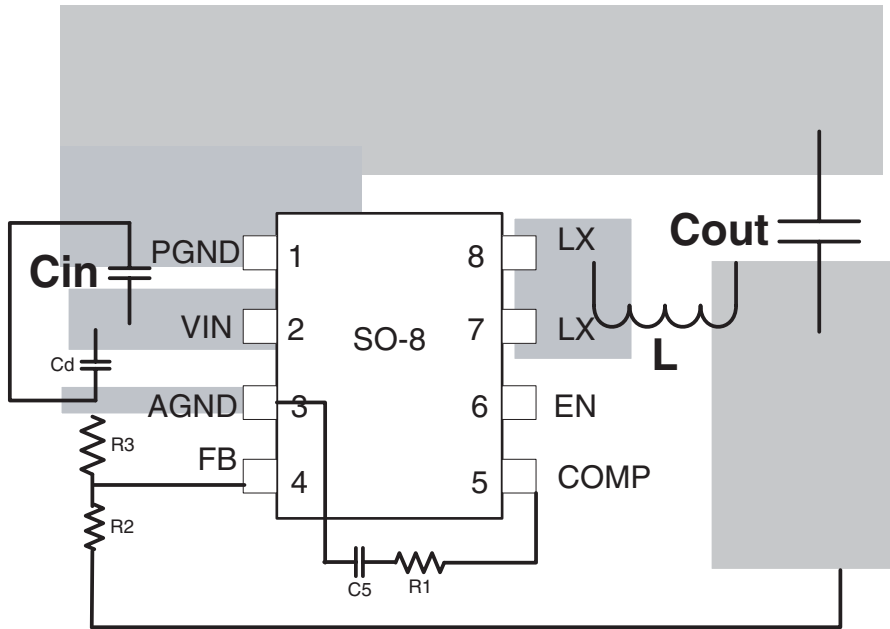 Cout
LX
PGND
1
8
Cin
VIN
2
SO-8
7
LX
L
Cd
AGND
3
6
EN
R3
FB
4
5
COMP
R2
C5
R1